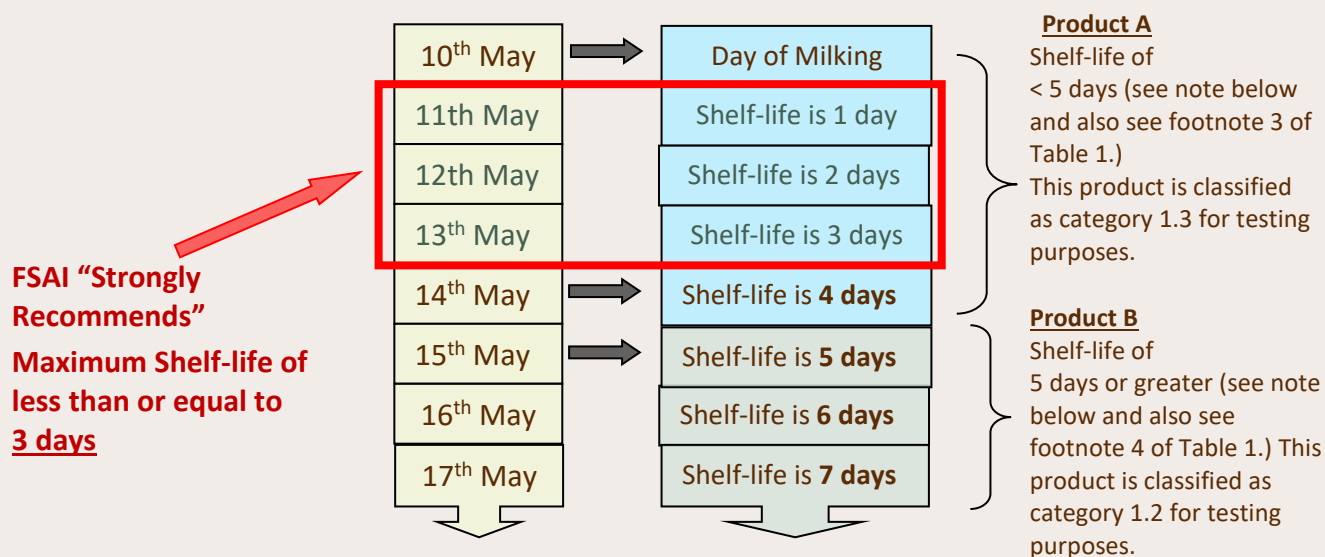 10th May
Day of Milking
11th May
Shelf-life is 1 day
12th May
Shelf-life is 2 days
13th May
Shelf-life is 3 days
14th May
Shelf-life is 4 days
15th May
Shelf-life is 5 days
16th May
Shelf-life is 6 days
17th May
Shelf-life is 7 days
FSAI “Strongly
Recommends”
Maximum Shelf-life of
less than or equal to
3 days
Product A
Shelf-life of
< 5 days (see note below
and also see footnote 3 of
Table 1.)
This product is classified
as category 1.3 for testing
purposes.
Product B
Shelf-life of
5 days or greater (see note
below and also see
footnote 4 of Table 1.) This
product is classified as
category 1.2 for testing
purposes.